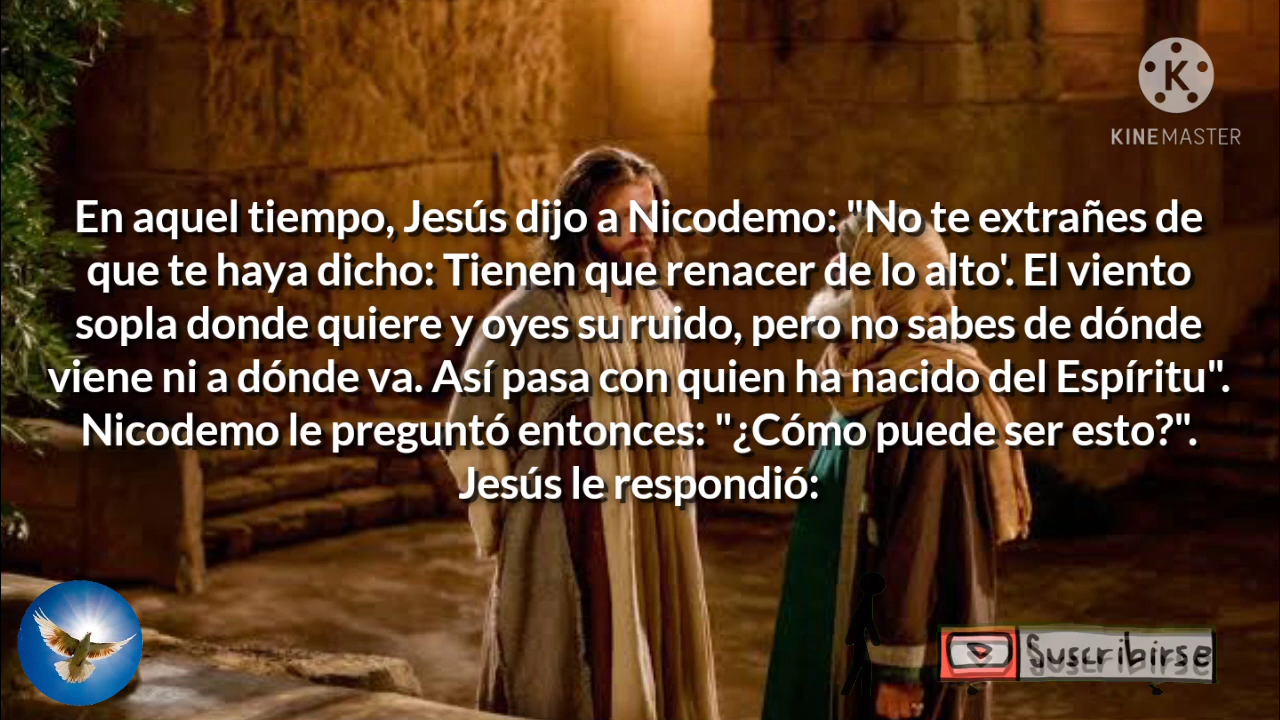 K
KINEMASTER
En aquel tiempo, Jesús dijo a Nicodemo: "No te extrañes de
que te haya dicho: Tienen que renacer de lo alto'. El viento
sopla donde quiere y oyes su ruido, pero no sabes de dónde
viene ni a dónde va. Así pasa con quien ha nacido del Espíritu".
Nicodemo le preguntó entonces: "¿Cómo puede ser esto?".
Jesús le respondió:
Suscribirse